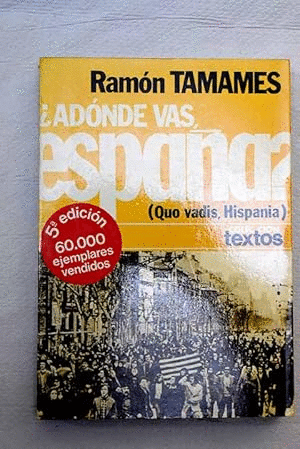 Ramón TAMAMES
¿ADÓNDE VAS,
españa?
(Quo vadis, Hispania)
textos
5ª edición
60.000
ejemplares
vendidos